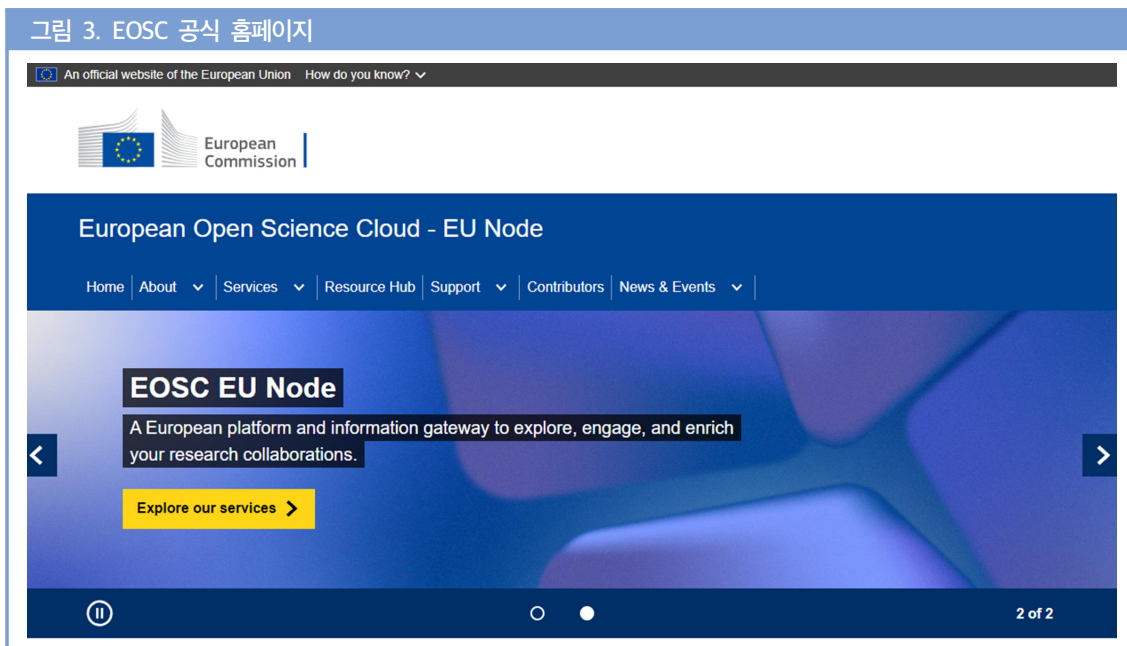 그림 3. EOSC 공식 홈페이지
An official website of the European Union How do you know?
European
Commission
European Open Science Cloud - EU Node
Home About Services Resource Hub Support Contributors News & Events
EOSC EU Node
A European platform and information gateway to explore, engage, and enrich
your research collaborations.
Explore our services
2 of 2